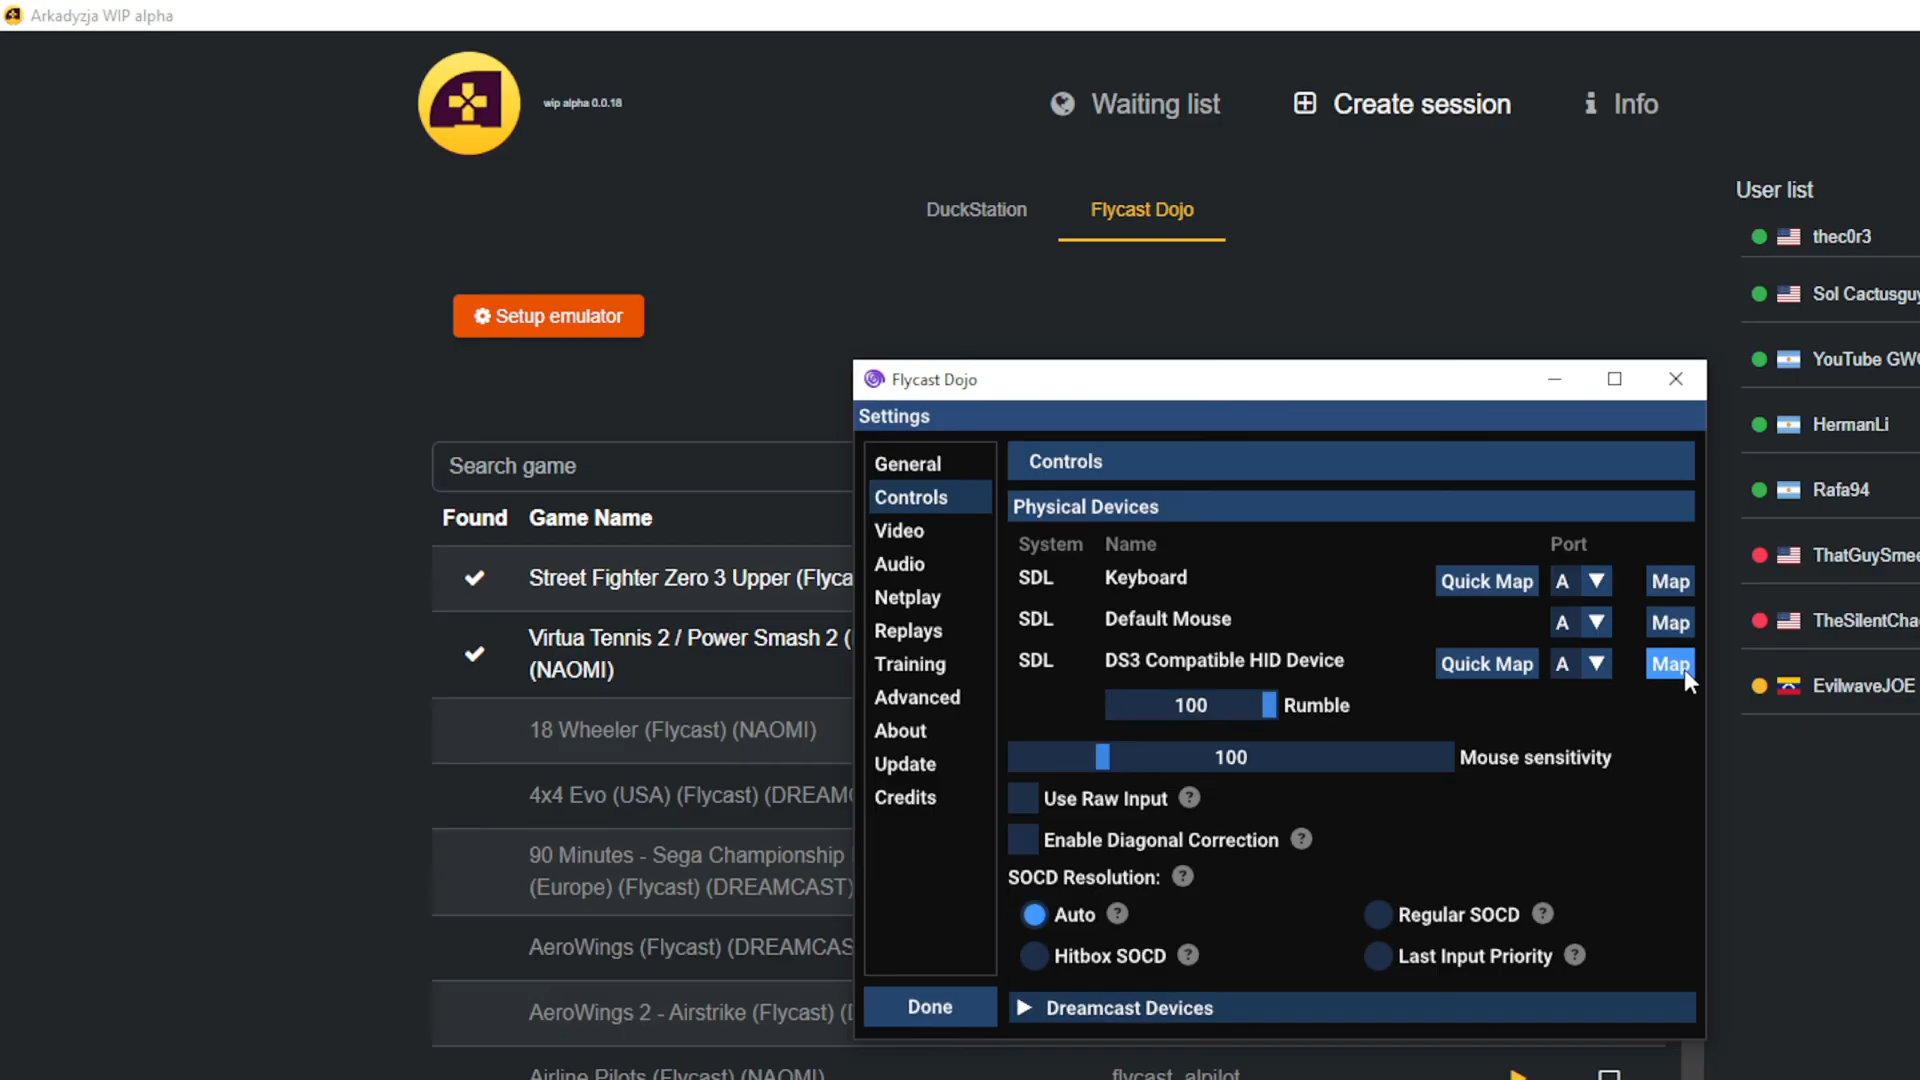 Arkadyzja WIP alpha
wip alpha 0.0.18
Waiting list
Create session
Info
DuckStation
Flycast Dojo
User list
thec0r3
Sol Cactusguy
YouTube GW
HermanLi
Rafa94
ThatGuySmee
TheSilentCha
EvilwaveJOE
Setup emulator
Search game
Found Game Name
Street Fighter Zero 3 Upper (Flyca
Virtua Tennis 2 / Power Smash 2 (
(NAOMI)
18 Wheeler (Flycast) (NAOMI)
4x4 Evo (USA) (Flycast) (DREAM
90 Minutes - Sega Championship
(Europe) (Flycast) (DREAMCAST)
AeroWings (Flycast) (DREAMCAS
AeroWings 2 - Airstrike (Flycast) (
Airline Pilots (Flycast) (NAOMI)
flycast_alpilot
Flycast Dojo
Settings
General
Controls
Video
Audio
Netplay
Replays
Training
Advanced
About
Update
Credits
Done
Controls
Physical Devices
System Name Port
SDL Keyboard Quick Map A Map
SDL Default Mouse A Map
SDL DS3 Compatible HID Device Quick Map A Map
100 Rumble
100 Mouse sensitivity
Use Raw Input ?
Enable Diagonal Correction ?
SOCD Resolution: ?
Auto ? Regular SOCD ?
Hitbox SOCD ? Last Input Priority ?
Dreamcast Devices